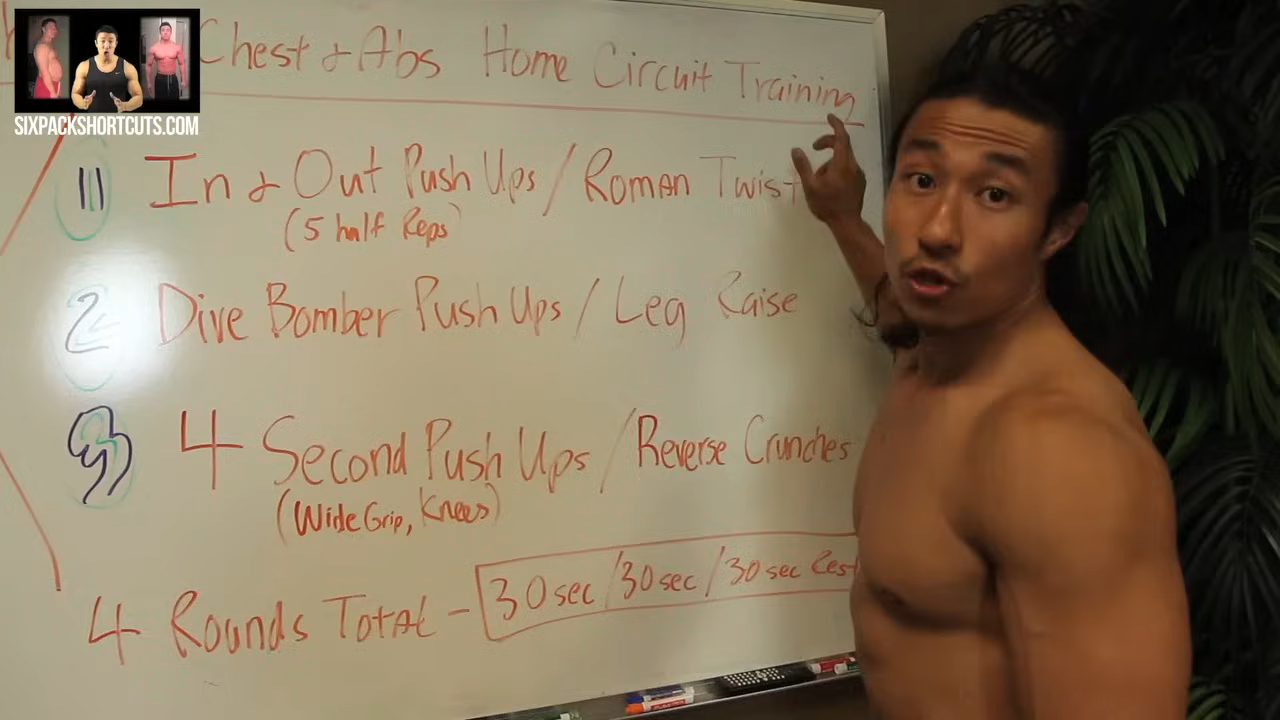 SIXPACKSHORTCUTS.COM
Chest & Abs Home Circuit Training
1 In & Out Push Ups / Roman Twist
(5 half Reps)
2 Dive Bomber Push Ups / Leg Raise
3 4 Second Push Ups / Reverse Crunches
(Wide Grip, Knees)
4 Rounds Total - 30 sec / 30 sec / 30 sec Rest